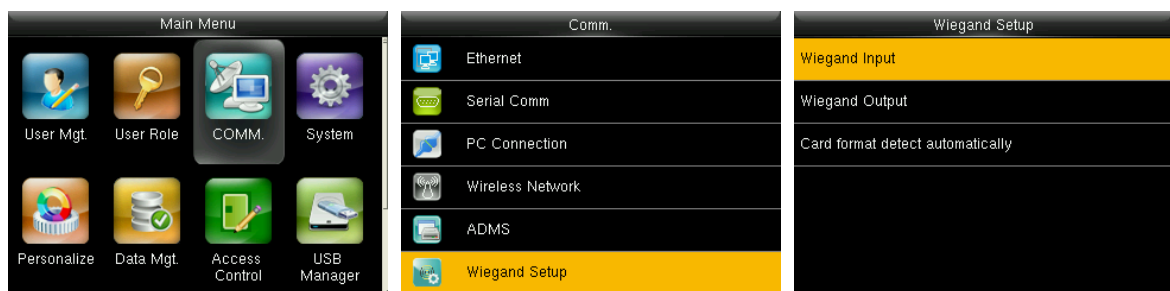 Main Menu
User Mgt.
User Role
COMM.
System
Personalize
Data Mgt.
Access
Control
USB
Manager
Comm.
Ethernet
Serial Comm
PC Connection
Wireless Network
ADMS
Wiegand Setup
Wiegand Setup
Wiegand Input
Wiegand Output
Card format detect automatically